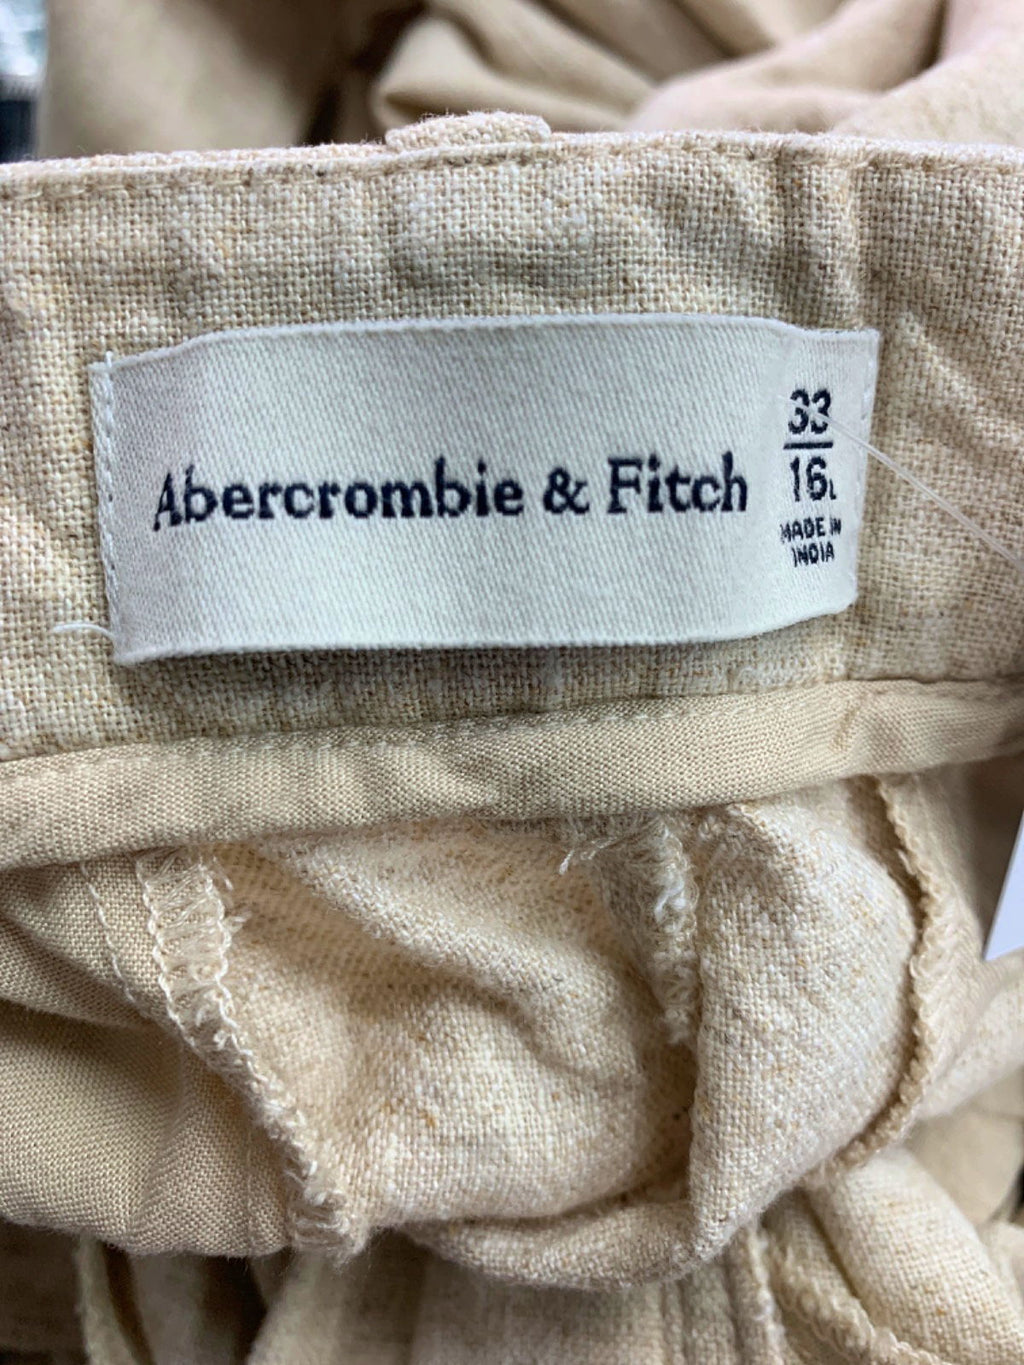 Abercrombie & Fitch
33
16L
MADE IN
INDIA